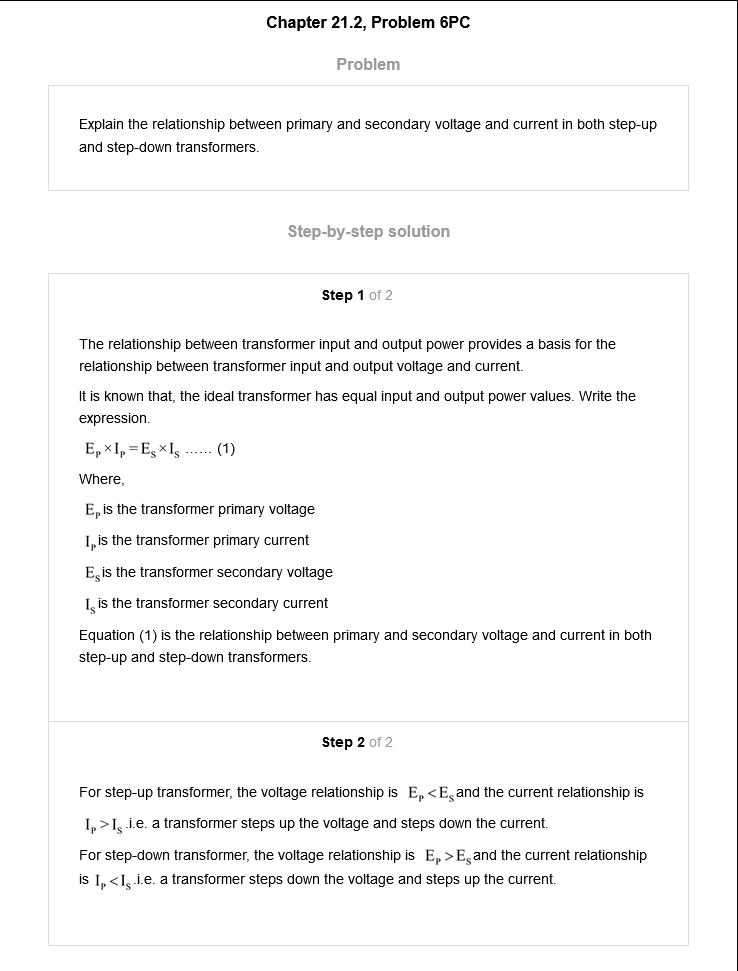 Chapter 21.2, Problem 6PC
Problem
Explain the relationship between primary and secondary voltage and current in both step-up
and step-down transformers.
Step-by-step solution
Step 1 of 2
The relationship between transformer input and output power provides a basis for the
relationship between transformer input and output voltage and current.
It is known that, the ideal transformer has equal input and output power values. Write the
expression.
E_P × I_P = E_S × I_S ...... (1)
Where,
E_P is the transformer primary voltage
I_P is the transformer primary current
E_S is the transformer secondary voltage
I_S is the transformer secondary current
Equation (1) is the relationship between primary and secondary voltage and current in both
step-up and step-down transformers.
Step 2 of 2
For step-up transformer, the voltage relationship is E_P < E_S and the current relationship is
I_P > I_S .i.e. a transformer steps up the voltage and steps down the current.
For step-down transformer, the voltage relationship is E_P > E_S and the current relationship
is I_P < I_S .i.e. a transformer steps down the voltage and steps up the current.